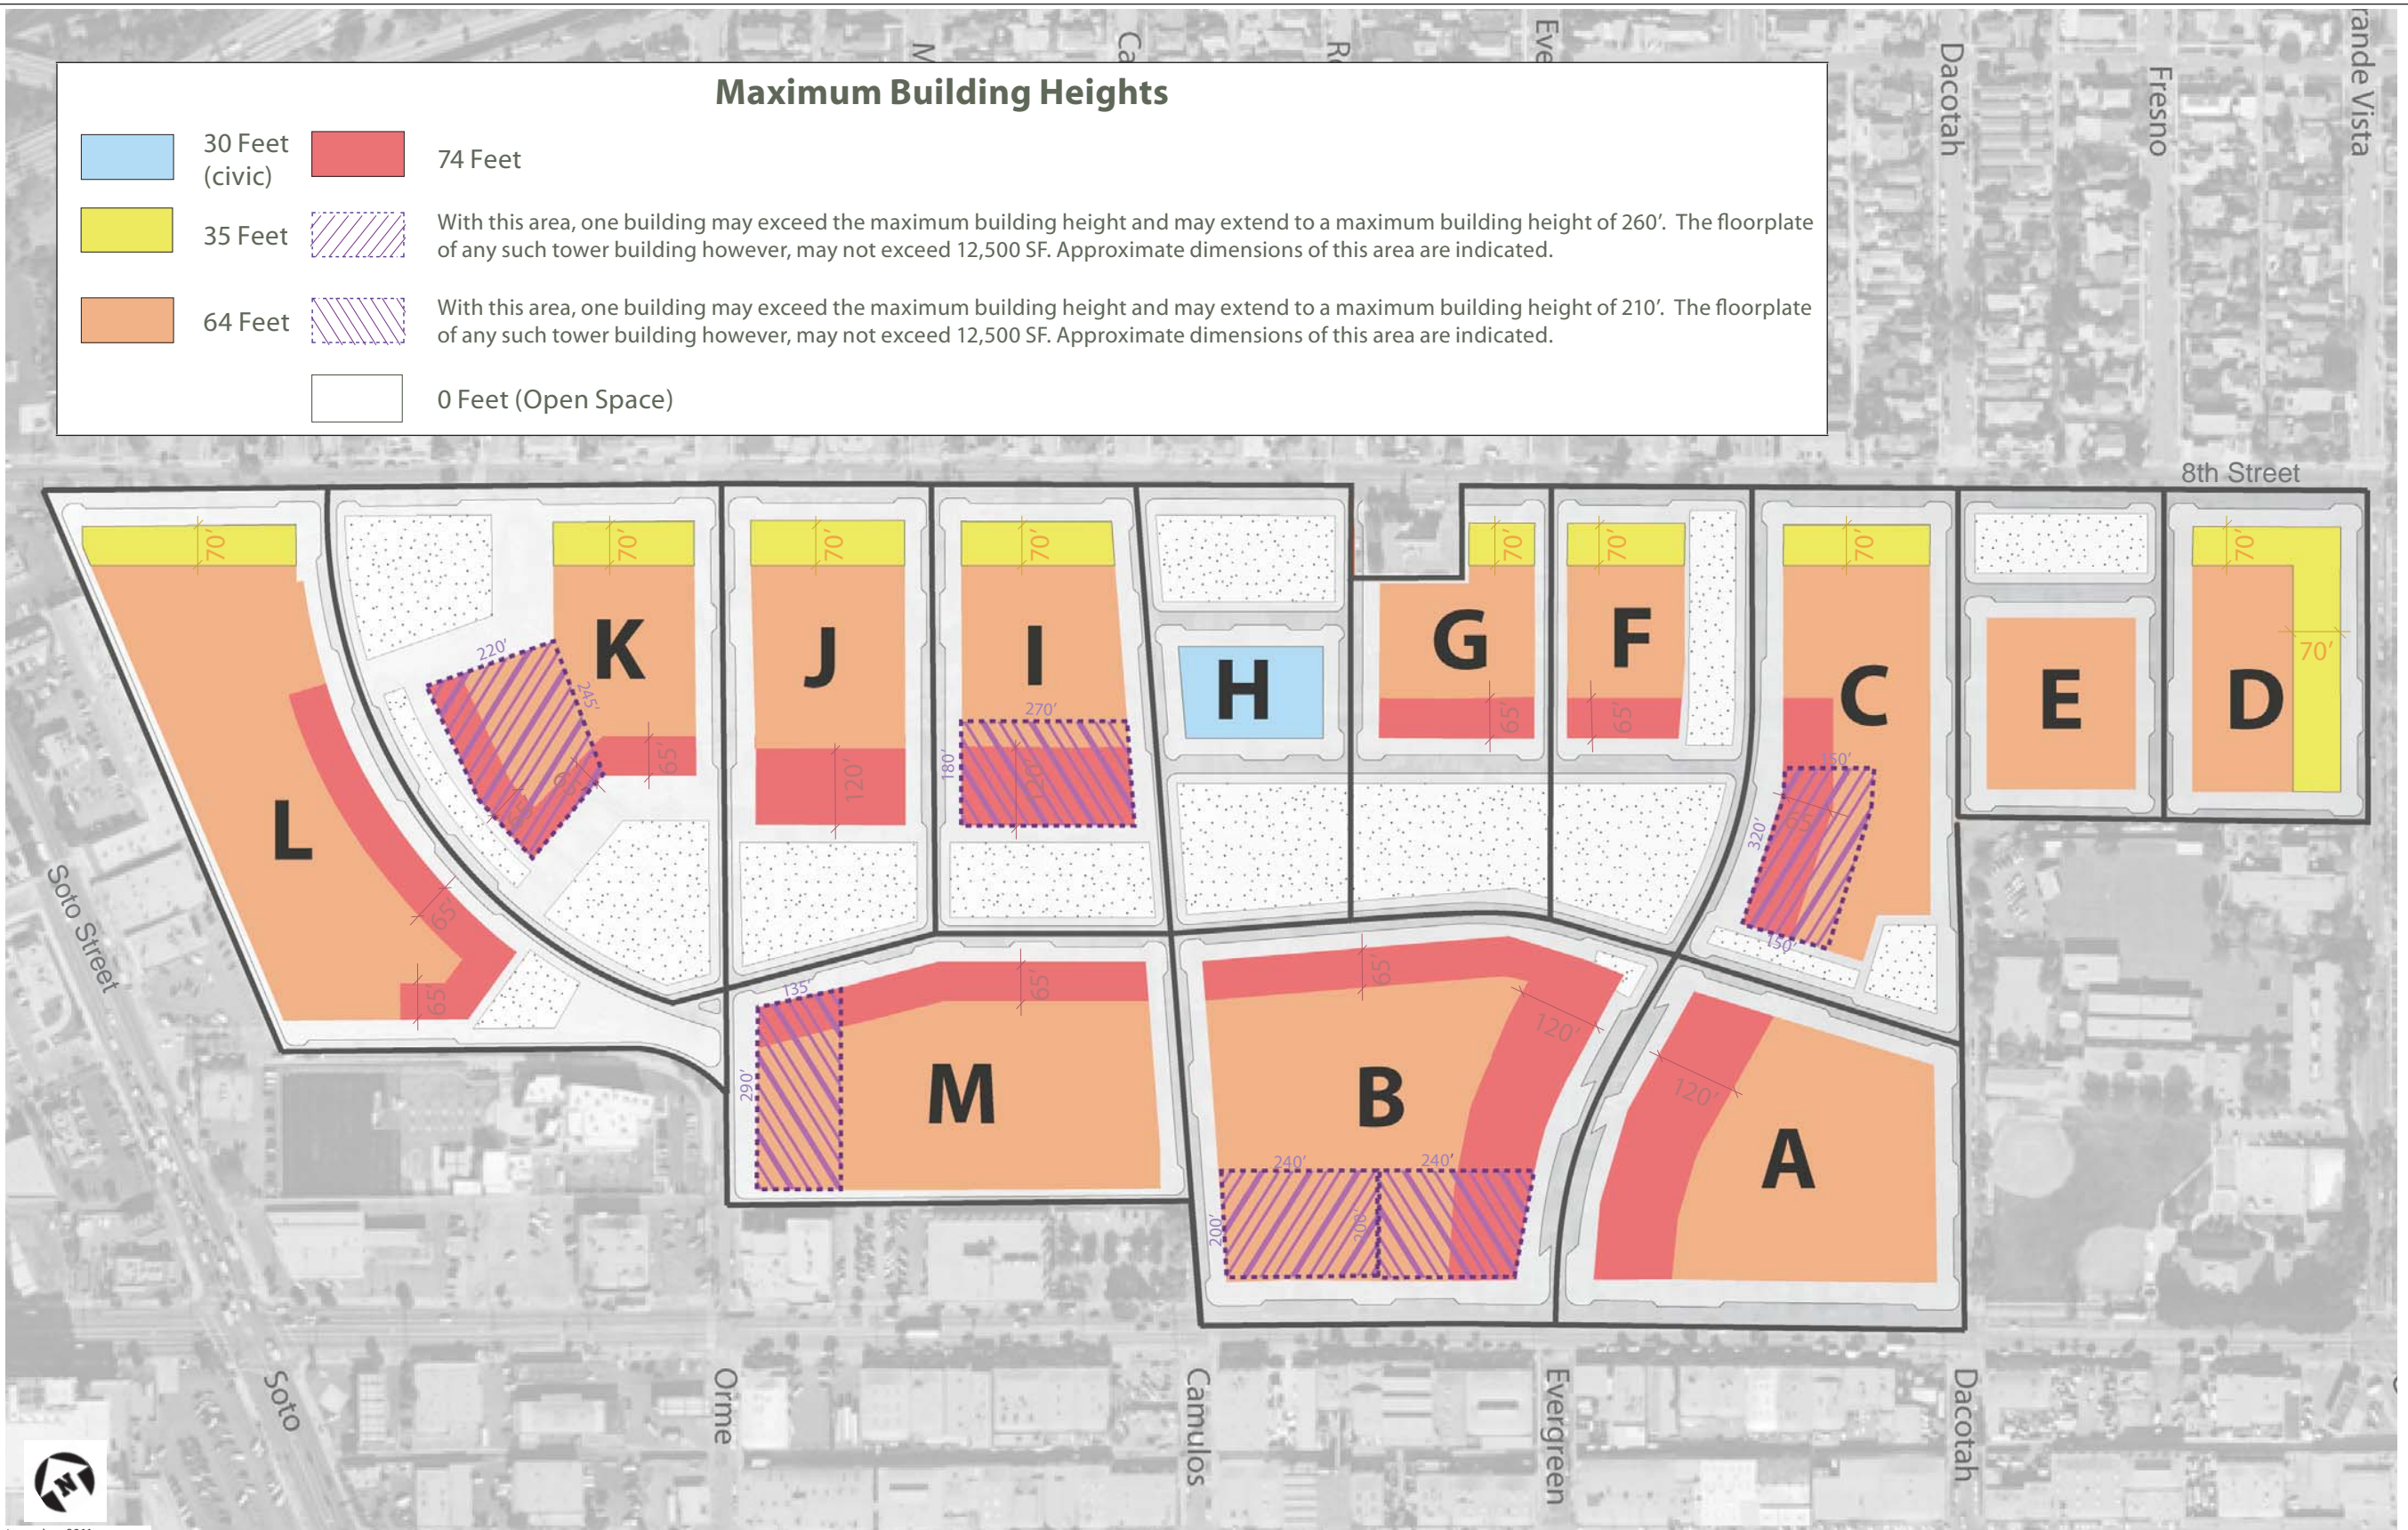 Maximum Building Heights
30 Feet
(civic)
74 Feet
35 Feet
With this area, one building may exceed the maximum building height and may extend to a maximum building height of 260’.  The floorplate
of any such tower building however, may not exceed 12,500 SF. Approximate dimensions of this area are indicated.
64 Feet
With this area, one building may exceed the maximum building height and may extend to a maximum building height of 210’.  The floorplate
of any such tower building however, may not exceed 12,500 SF. Approximate dimensions of this area are indicated.
0 Feet (Open Space)
Dacotah
Fresno
8th Street
70’
70’
70’
70’
70’
70’
70’
70’
70’
K
J
I
H
G
F
C
E
D
L
M
B
A
220’
245’
65’
120’
270’
180’
120’
65’
65’
150’
320’
65’
150’
65’
65’
135’
290’
65’
65’
120’
120’
240’
240’
200’
200’
Soto Street
Soto
Orme
Camulos
Evergreen
Dacotah
N